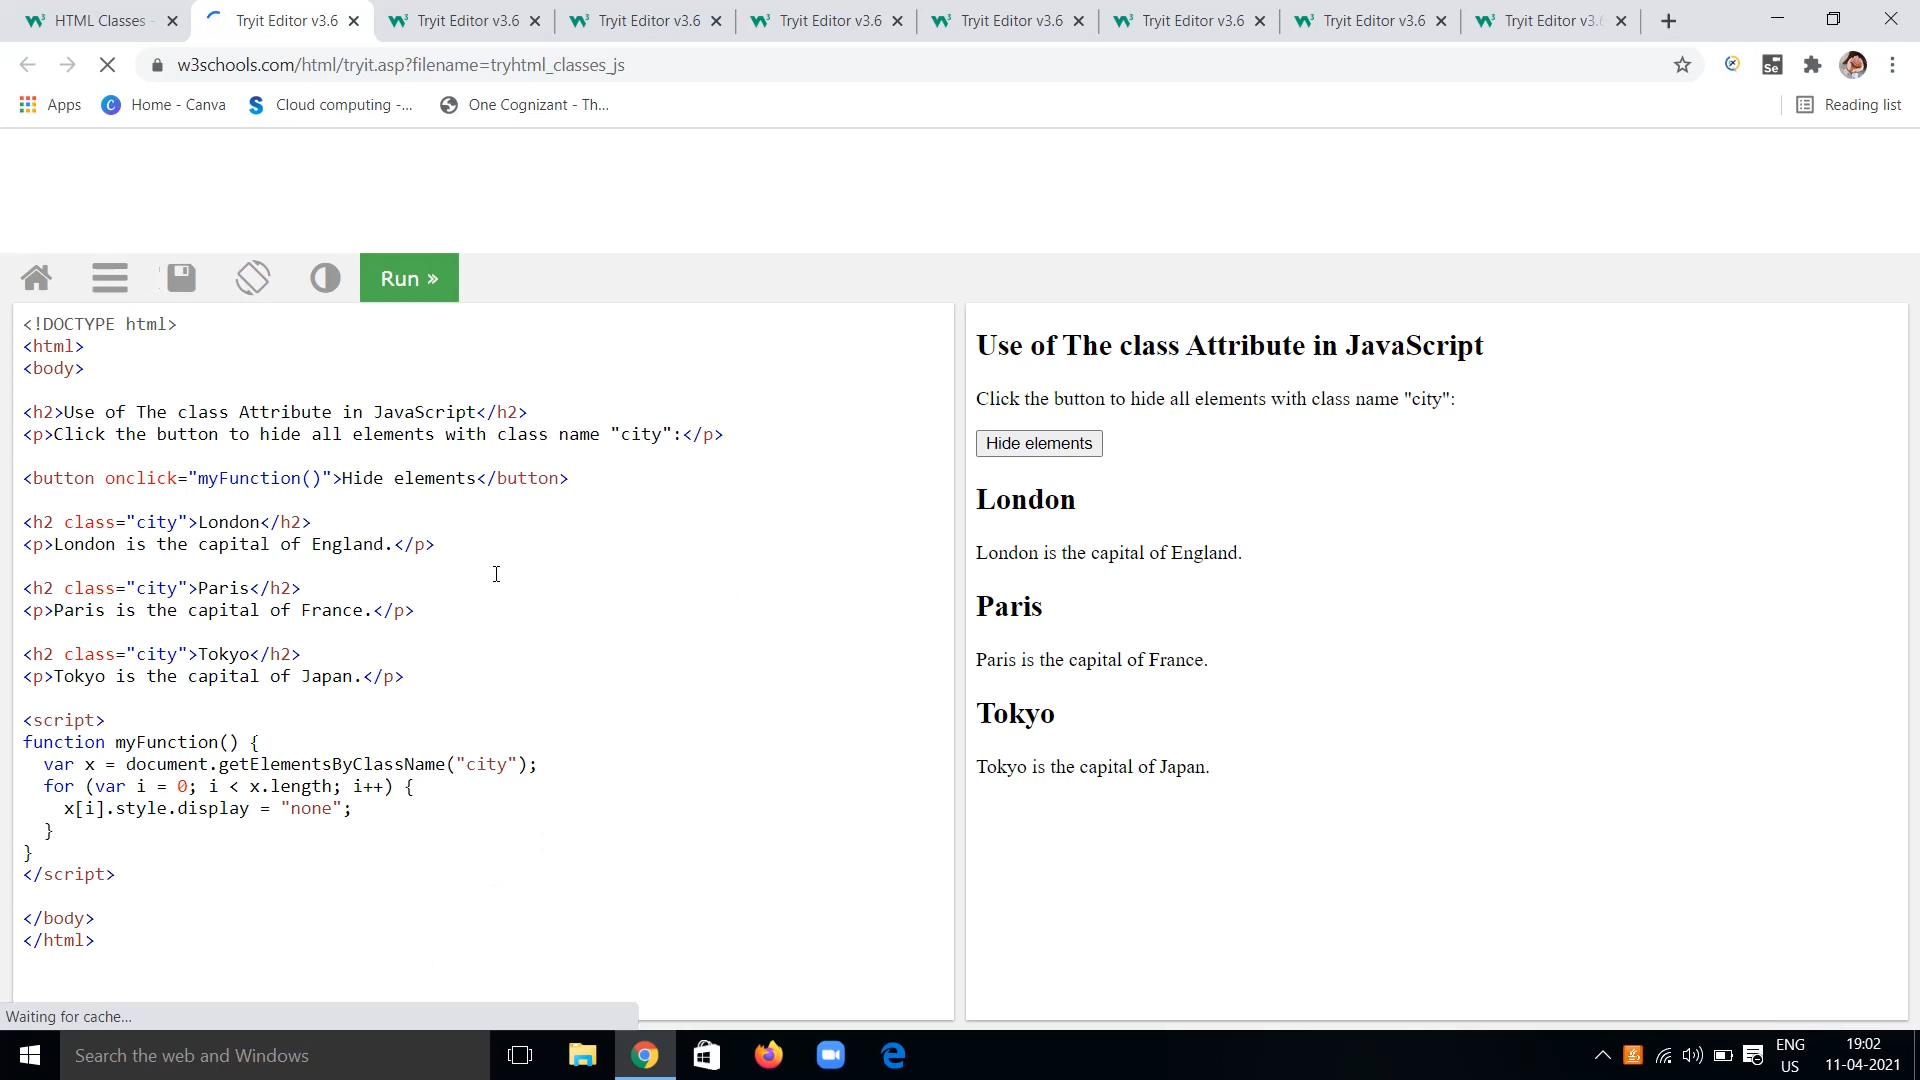 HTML Classes -
Tryit Editor v3.6
Tryit Editor v3.6
Tryit Editor v3.6
Tryit Editor v3.6
Tryit Editor v3.6
Tryit Editor v3.6
Tryit Editor v3.6
Tryit Editor v3.6
w3schools.com/html/tryit.asp?filename=tryhtml_classes_js
Se
Apps
Home - Canva
Cloud computing -...
One Cognizant - Th...
Reading list
Run »
<!DOCTYPE html>
<html>
<body>
<h2>Use of The class Attribute in JavaScript</h2>
<p>Click the button to hide all elements with class name "city":</p>
<button onclick="myFunction()">Hide elements</button>
<h2 class="city">London</h2>
<p>London is the capital of England.</p>
<h2 class="city">Paris</h2>
<p>Paris is the capital of France.</p>
<h2 class="city">Tokyo</h2>
<p>Tokyo is the capital of Japan.</p>
<script>
function myFunction() {
var x = document.getElementsByClassName("city");
for (var i = 0; i < x.length; i++) {
x[i].style.display = "none";
}
}
</script>
</body>
</html>
Use of The class Attribute in JavaScript
Click the button to hide all elements with class name "city":
Hide elements
London
London is the capital of England.
Paris
Paris is the capital of France.
Tokyo
Tokyo is the capital of Japan.
Waiting for cache...
Search the web and Windows
ENG
US
19:02
11-04-2021